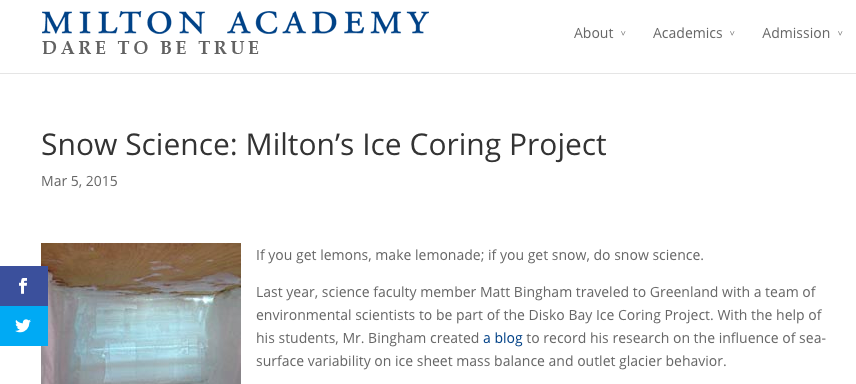 MILTON ACADEMY
DARE TO BE TRUE
About
Academics
Admission
Snow Science: Milton’s Ice Coring Project
Mar 5, 2015
If you get lemons, make lemonade; if you get snow, do snow science.
Last year, science faculty member Matt Bingham traveled to Greenland with a team of
environmental scientists to be part of the Disko Bay Ice Coring Project. With the help of
his students, Mr. Bingham created a blog to record his research on the influence of sea-
surface variability on ice sheet mass balance and outlet glacier behavior.